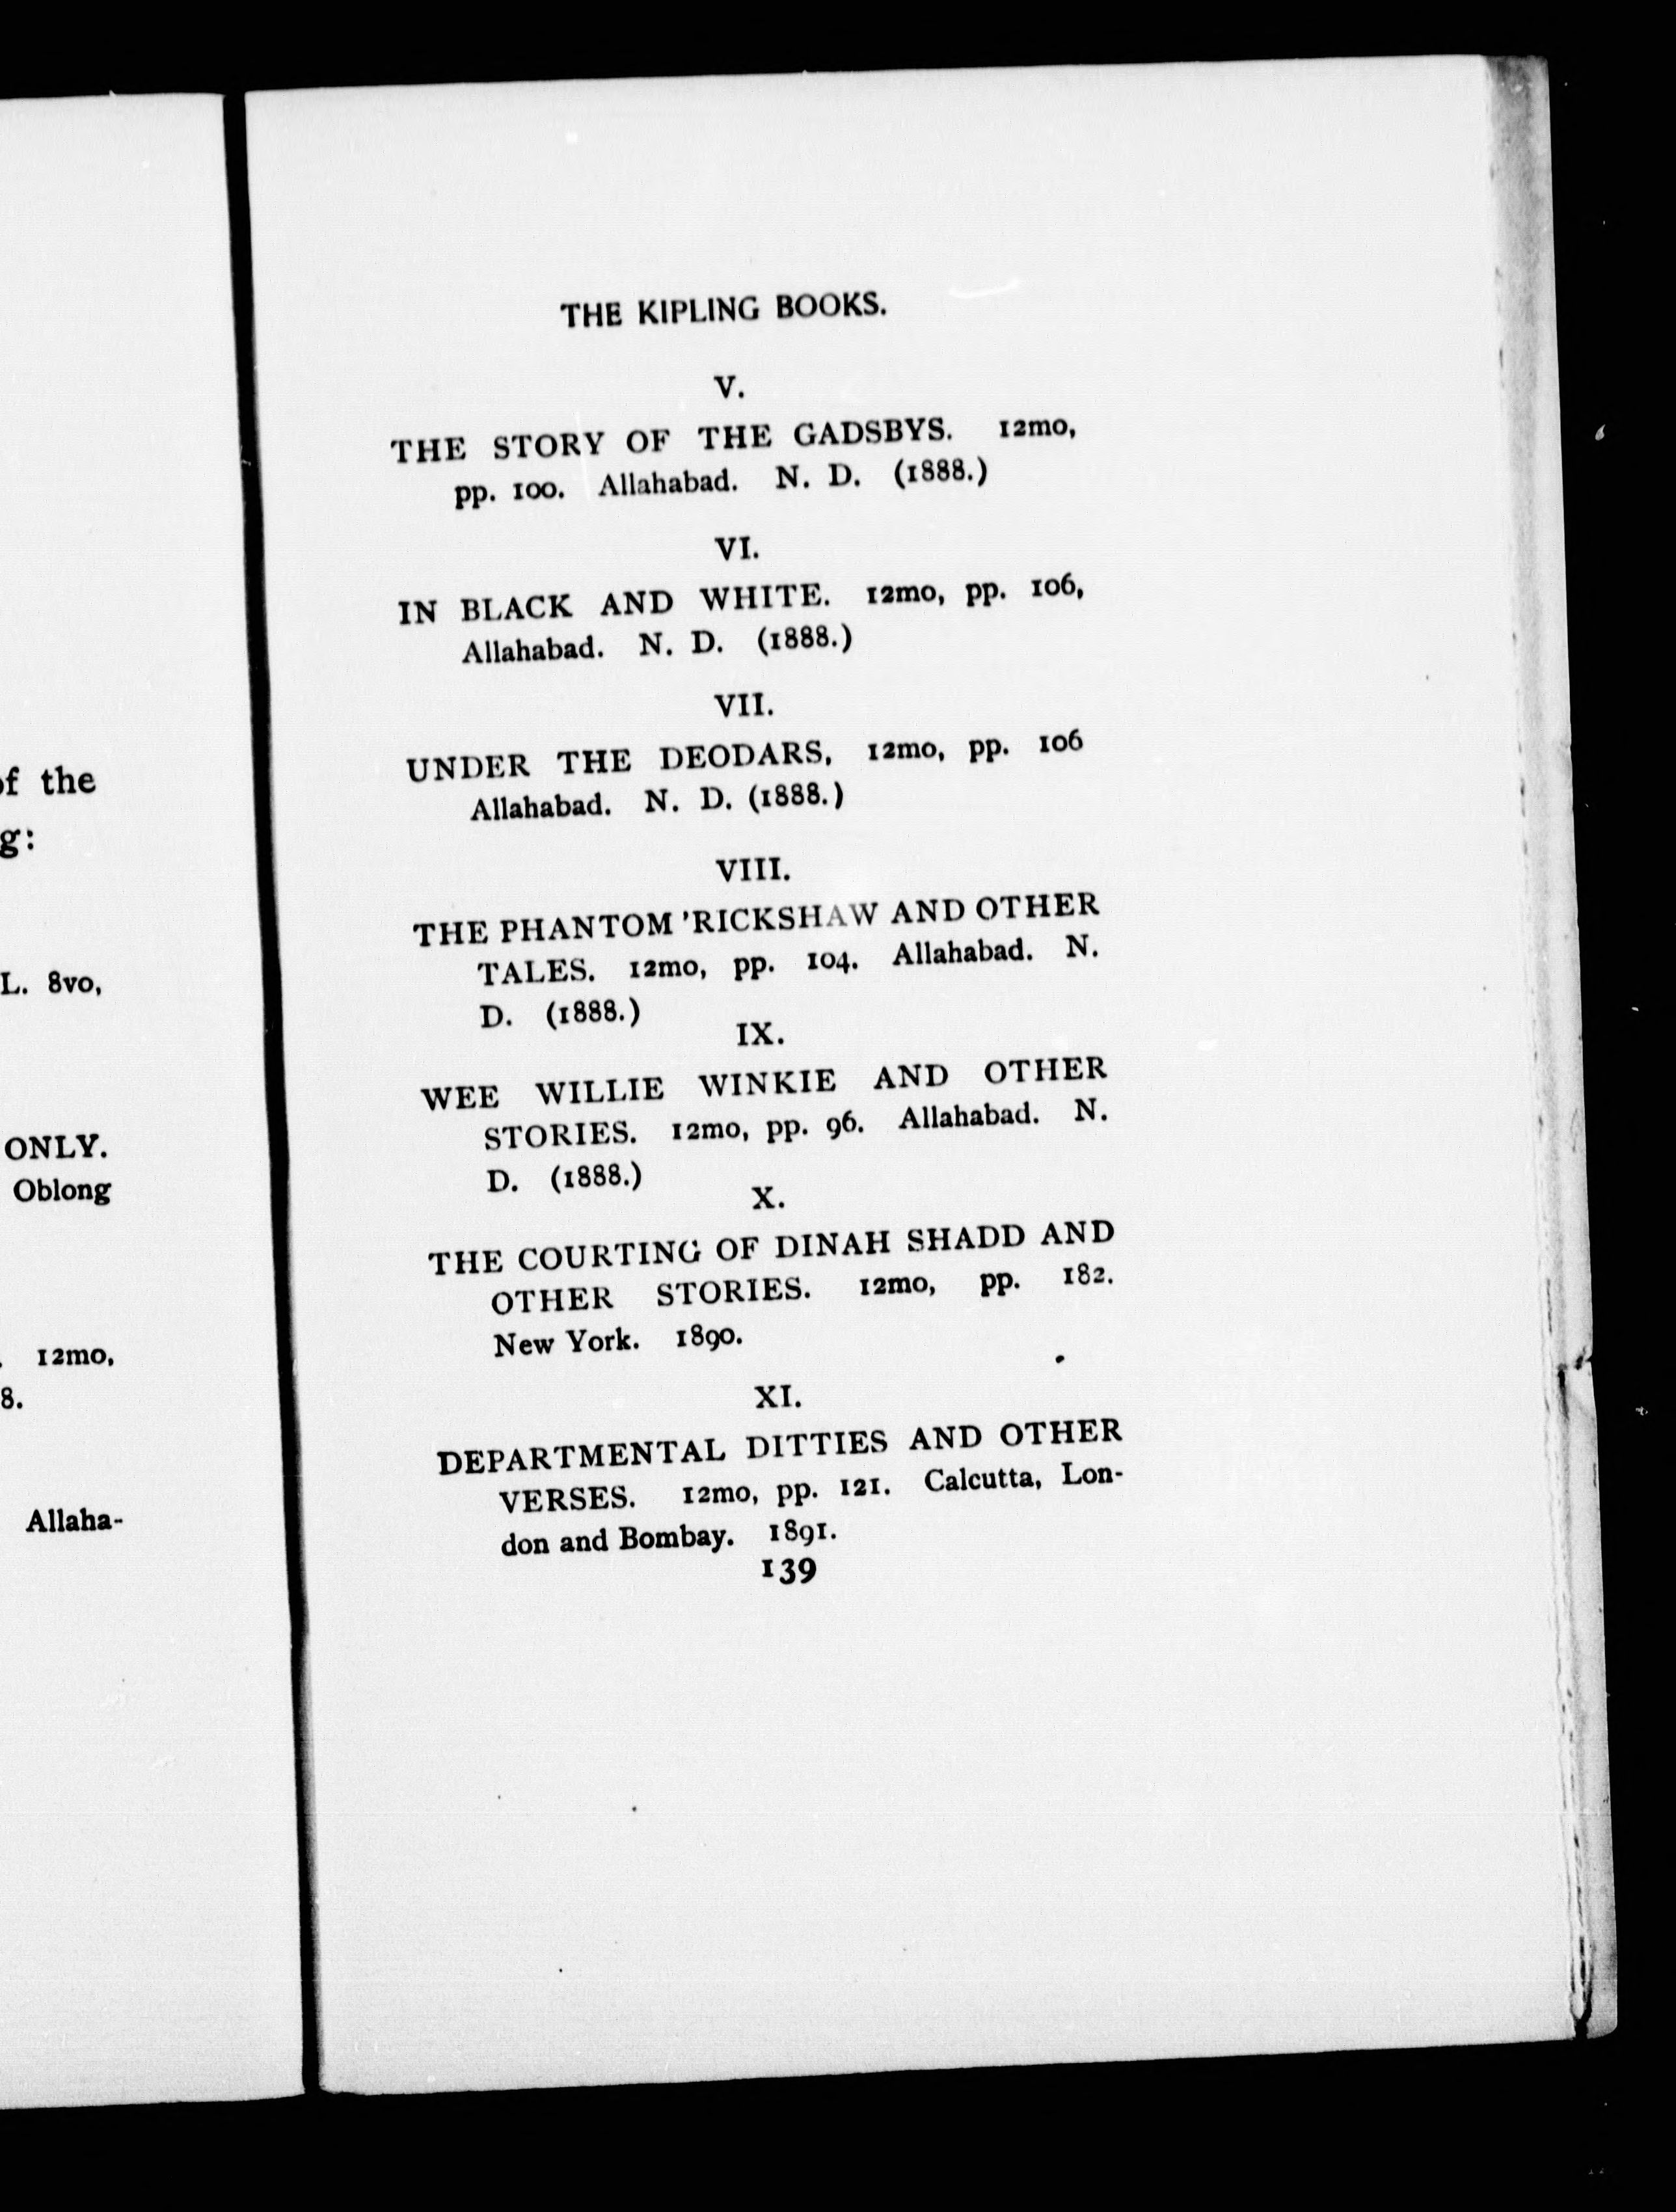 of the
g:
L. 8vo,
ONLY.
Oblong
12mo,
8.
Allaha-
THE KIPLING BOOKS.
V.
THE STORY OF THE GADSBYS. 12mo,
pp. 100. Allahabad. N. D. (1888.)
VI.
IN BLACK AND WHITE. 12mo, pp. 106,
Allahabad. N. D. (1888.)
VII.
UNDER THE DEODARS, 12mo, pp. 106
Allahabad. N. D. (1888.)
VIII.
THE PHANTOM 'RICKSHAW AND OTHER
TALES. 12mo, pp. 104. Allahabad. N.
D. (1888.)
IX.
WEE WILLIE WINKIE AND OTHER
STORIES. 12mo, pp. 96. Allahabad. N.
D. (1888.)
X.
THE COURTING OF DINAH SHADD AND
OTHER STORIES. 12mo, pp. 182.
New York. 1890.
XI.
DEPARTMENTAL DITTIES AND OTHER
VERSES. 12mo, pp. 121. Calcutta, Lon-
don and Bombay. 1891.
139